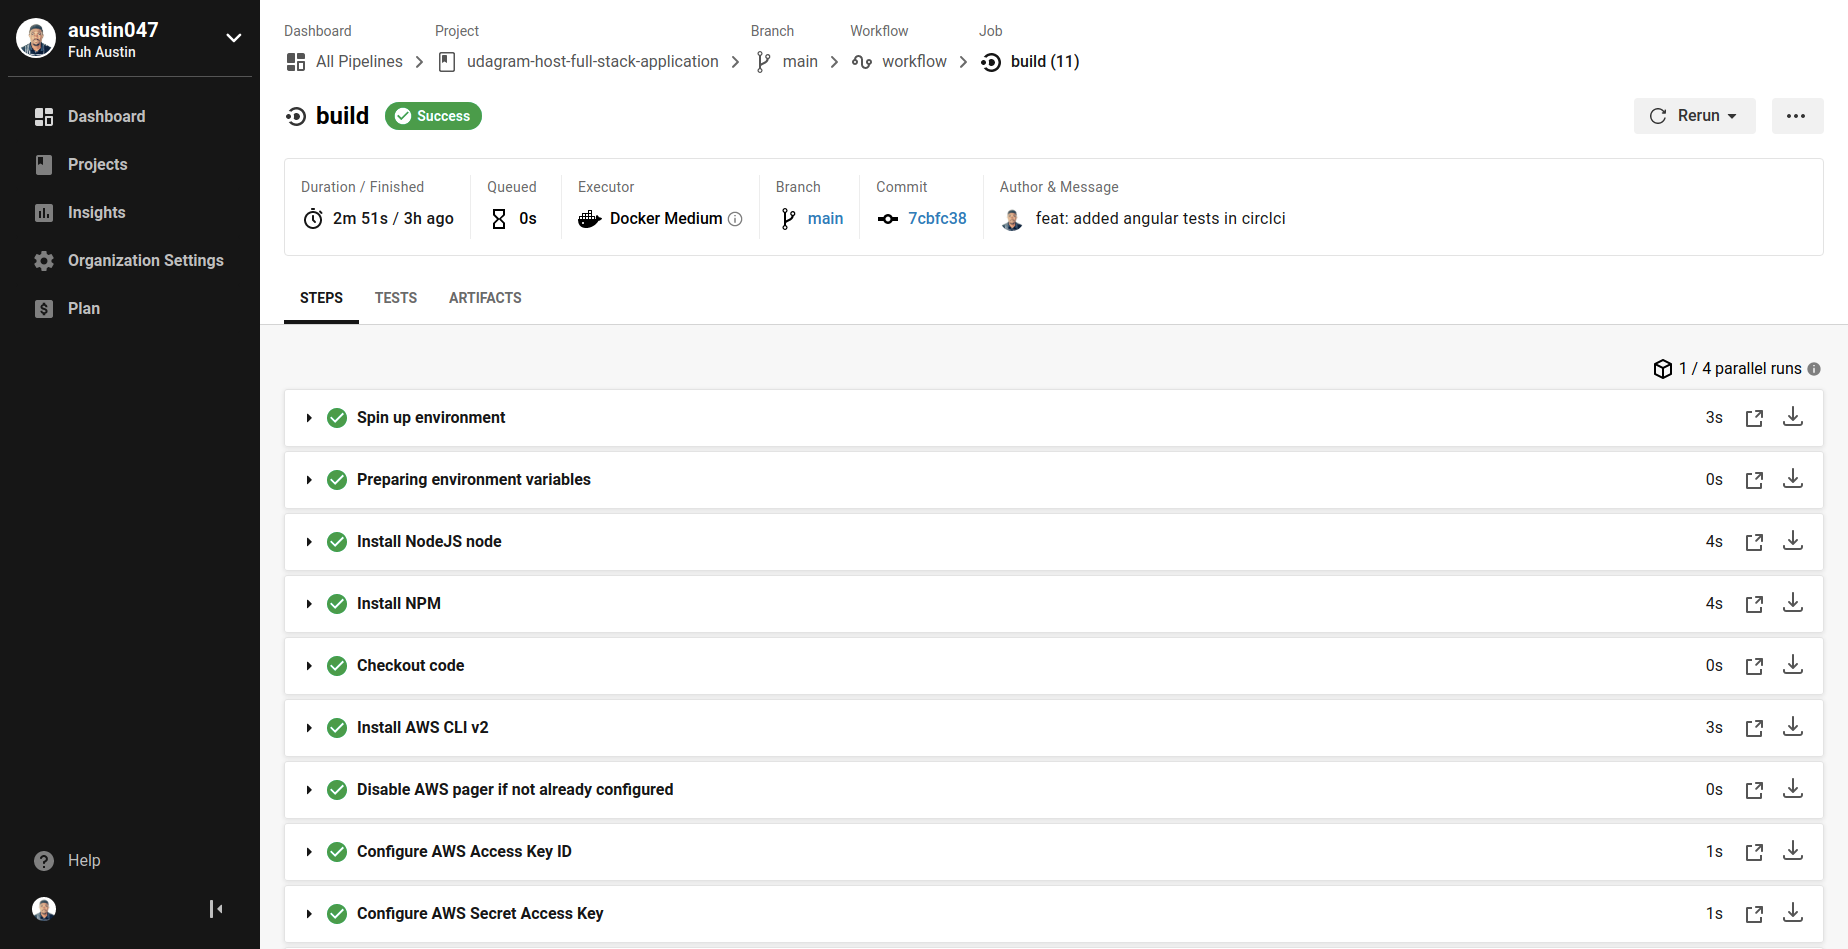 austin047
Fuh Austin
Dashboard
Projects
Insights
Organization Settings
Plan
Help
Dashboard Project Branch Workflow Job
All Pipelines udagram-host-full-stack-application main workflow build (11)
build Success Rerun
Duration / Finished Queued Executor Branch Commit Author & Message
2m 51s / 3h ago 0s Docker Medium main 7cbfc38 feat: added angular tests in circlci
STEPS TESTS ARTIFACTS
1 / 4 parallel runs
Spin up environment 3s
Preparing environment variables 0s
Install NodeJS node 4s
Install NPM 4s
Checkout code 0s
Install AWS CLI v2 3s
Disable AWS pager if not already configured 0s
Configure AWS Access Key ID 1s
Configure AWS Secret Access Key 1s